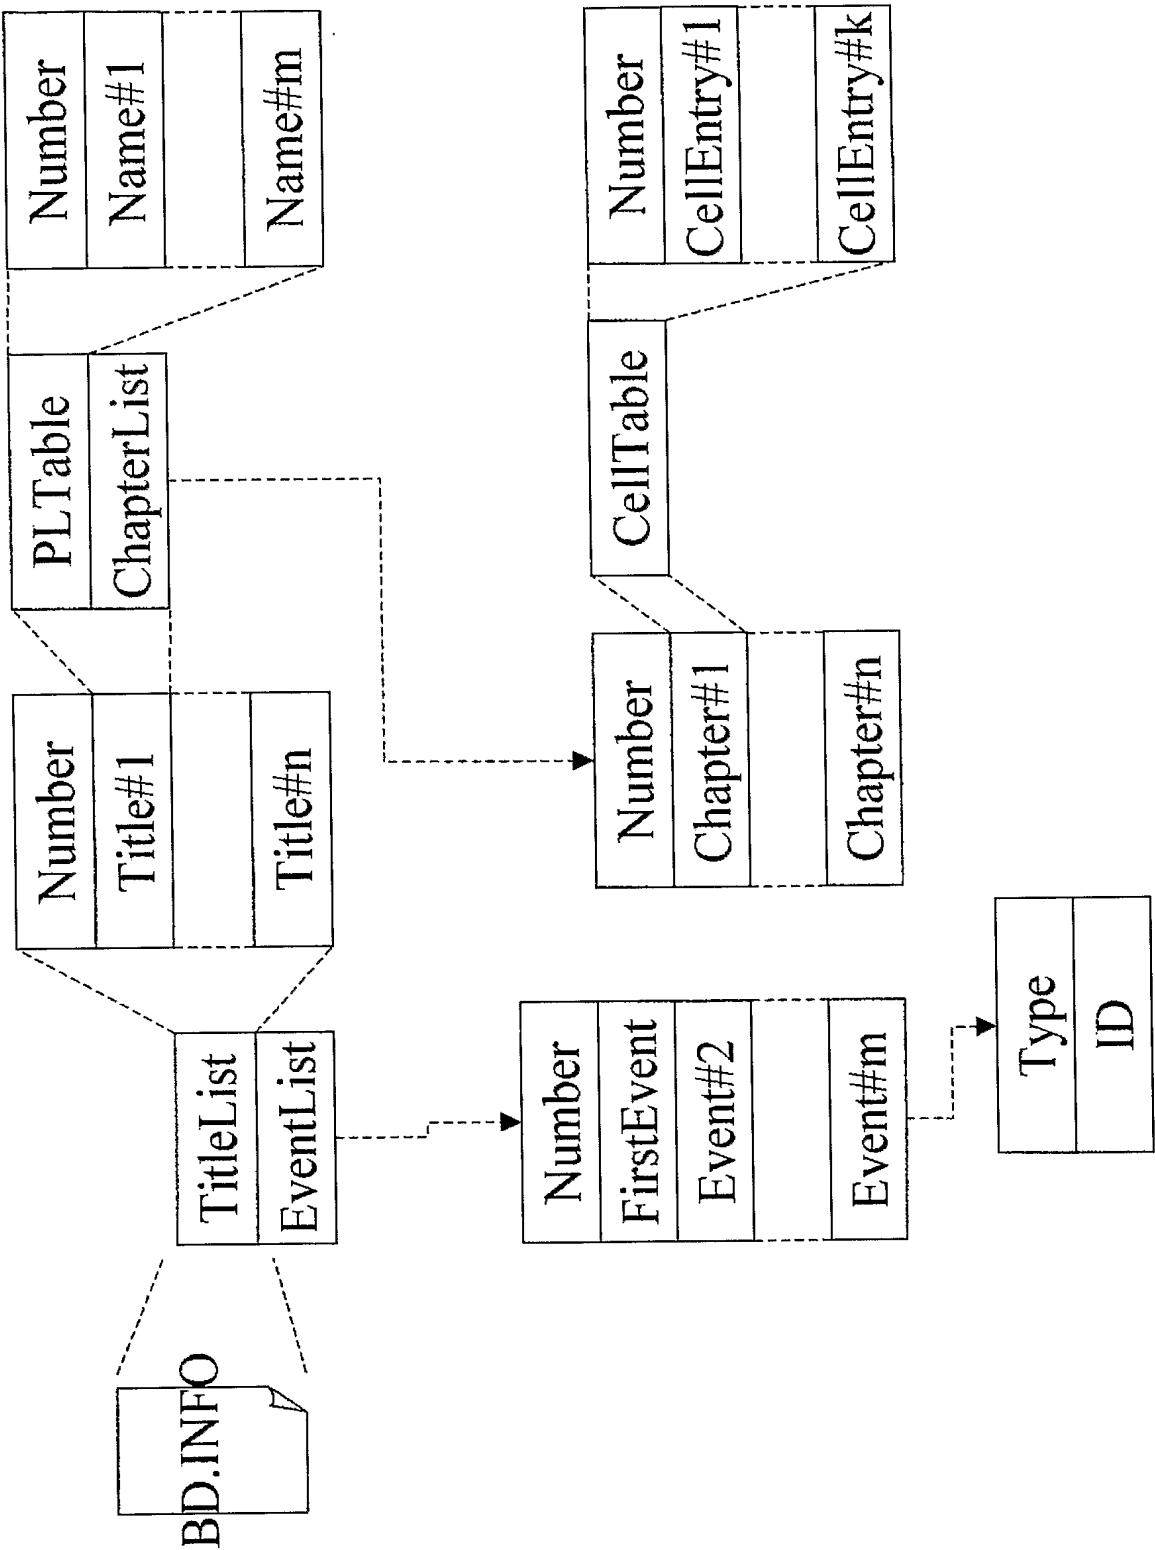 BD.INFO
TitleList
EventList
Number
Title#1
Title#n
PLTable
ChapterList
Number
Name#1
Name#m
Number
FirstEvent
Event#2
Event#m
Type
ID
Number
Chapter#1
Chapter#n
CellTable
Number
CellEntry#1
CellEntry#k